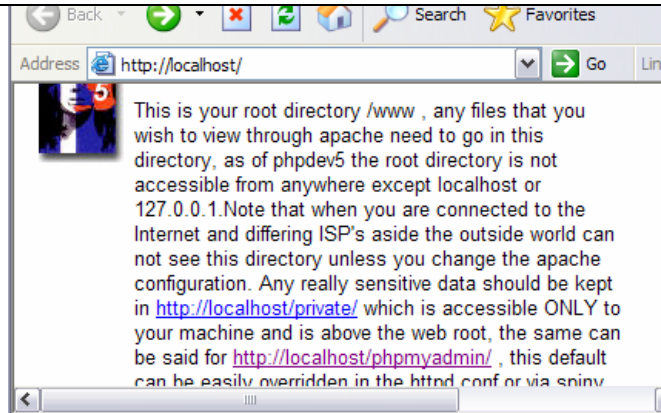 Back Search Favorites
Address http://localhost/ Go Lin
5
This is your root directory /www , any files that you
wish to view through apache need to go in this
directory, as of phpdev5 the root directory is not
accessible from anywhere except localhost or
127.0.0.1.Note that when you are connected to the
Internet and differing ISP's aside the outside world can
not see this directory unless you change the apache
configuration. Any really sensitive data should be kept
in http://localhost/private/ which is accessible ONLY to
your machine and is above the web root, the same can
be said for http://localhost/phpmyadmin/ , this default
can be easily overridden in the httpd.conf or via spiny